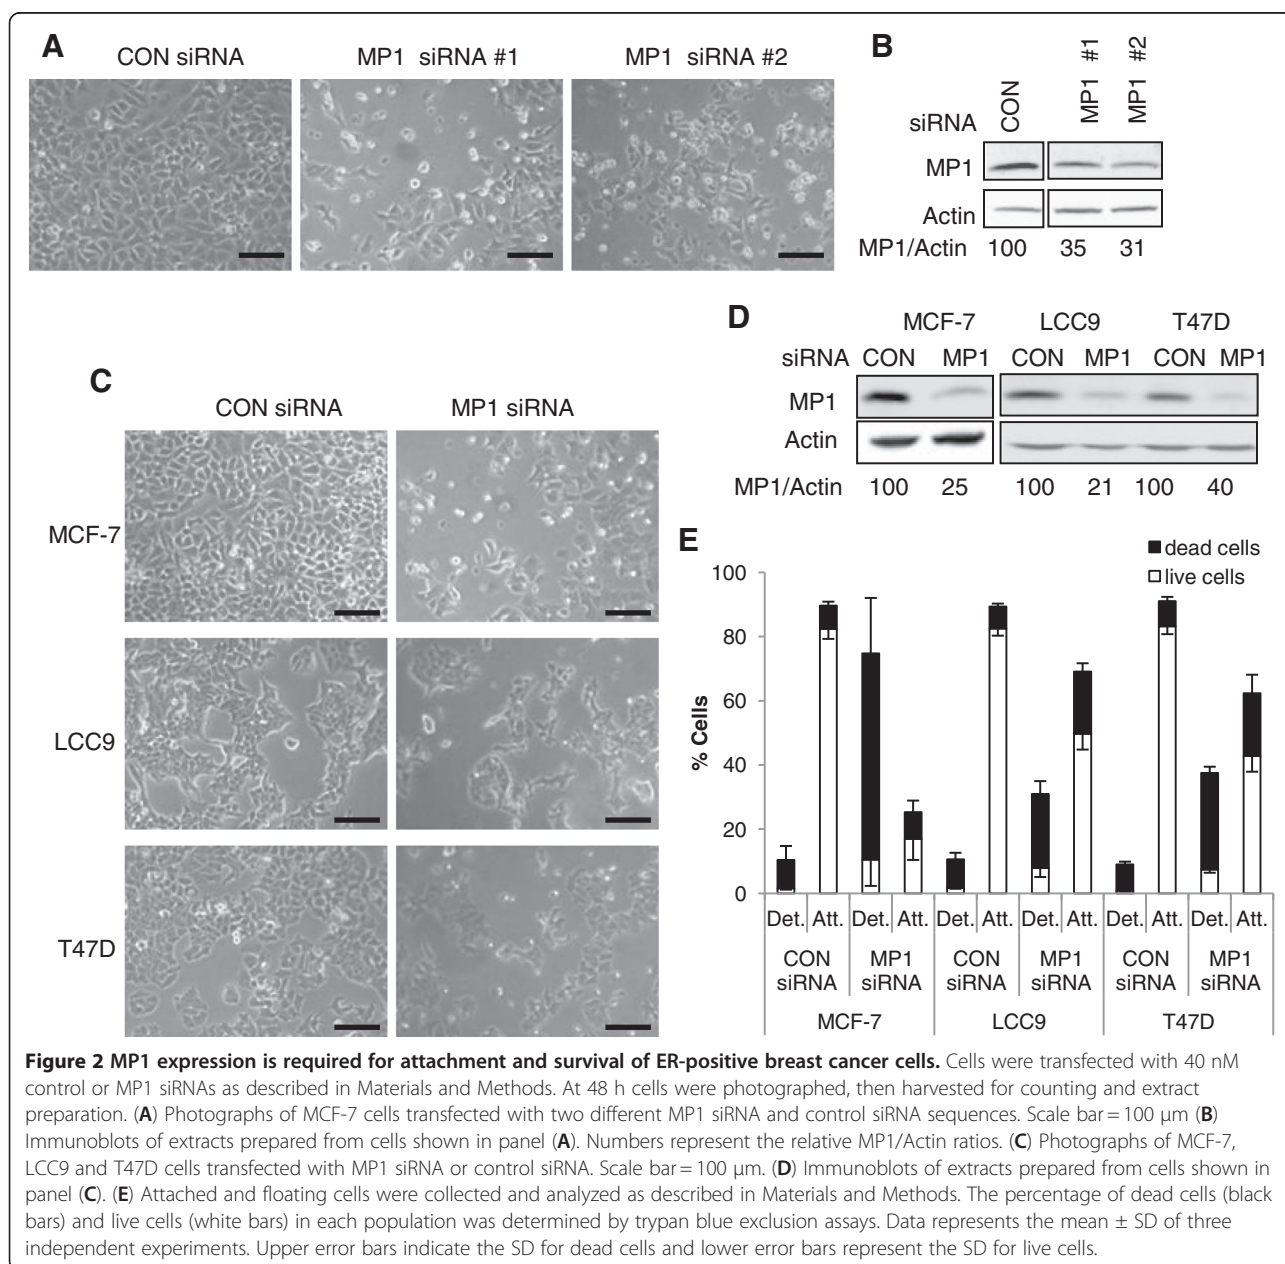 A
CON siRNA
MP1 siRNA #1
MP1 siRNA #2
B
siRNA
CON
MP1 #1
MP1 #2
MP1
Actin
MP1/Actin 100 35 31
C
CON siRNA
MP1 siRNA
MCF-7
LCC9
T47D
D
MCF-7 LCC9 T47D
siRNA CON MP1 CON MP1 CON MP1
MP1
Actin
MP1/Actin 100 25 100 21 100 40
E
dead cells
live cells
% Cells
100
80
60
40
20
0
Det. Att. Det. Att. Det. Att. Det. Att. Det. Att. Det. Att.
CON MP1 CON MP1 CON MP1
siRNA siRNA siRNA siRNA siRNA siRNA
MCF-7 LCC9 T47D
Figure 2 MP1 expression is required for attachment and survival of ER-positive breast cancer cells. Cells were transfected with 40 nM
control or MP1 siRNAs as described in Materials and Methods. At 48 h cells were photographed, then harvested for counting and extract
preparation. (A) Photographs of MCF-7 cells transfected with two different MP1 siRNA and control siRNA sequences. Scale bar = 100 μm (B)
Immunoblots of extracts prepared from cells shown in panel (A). Numbers represent the relative MP1/Actin ratios. (C) Photographs of MCF-7,
LCC9 and T47D cells transfected with MP1 siRNA or control siRNA. Scale bar = 100 μm. (D) Immunoblots of extracts prepared from cells shown in
panel (C). (E) Attached and floating cells were collected and analyzed as described in Materials and Methods. The percentage of dead cells (black
bars) and live cells (white bars) in each population was determined by trypan blue exclusion assays. Data represents the mean ± SD of three
independent experiments. Upper error bars indicate the SD for dead cells and lower error bars represent the SD for live cells.